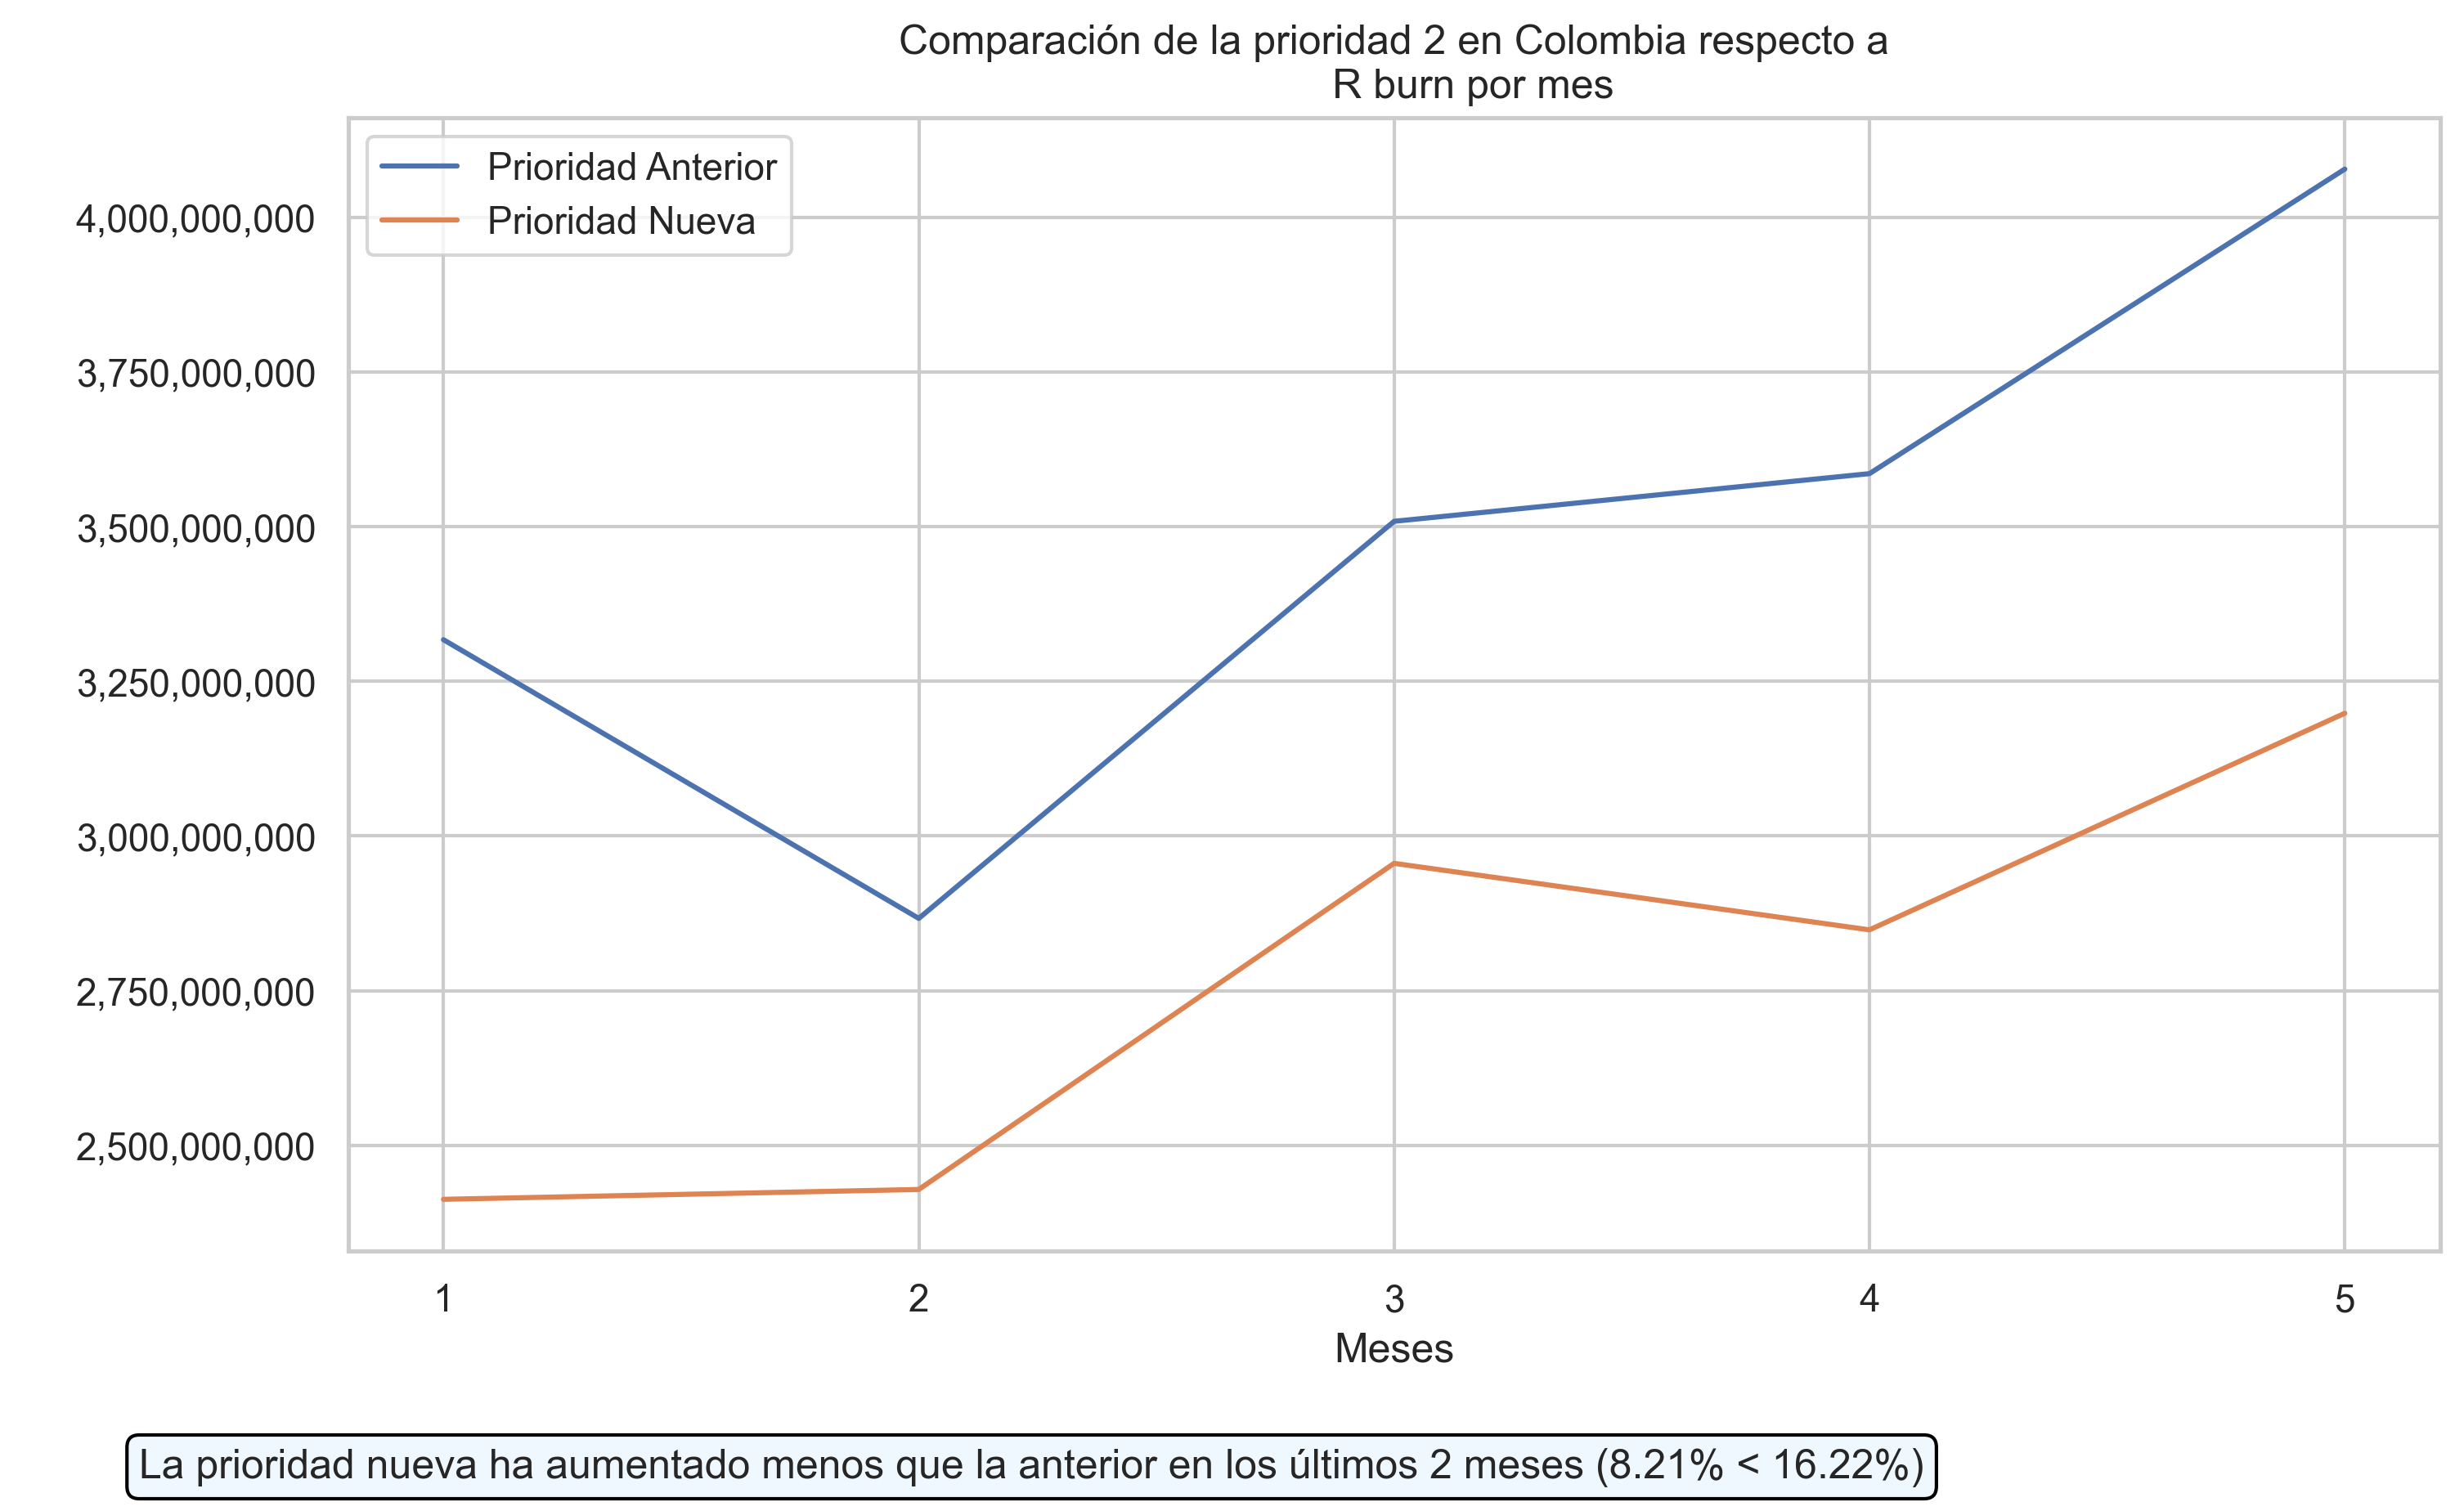 Comparación de la prioridad 2 en Colombia respecto a
R burn por mes
Prioridad Anterior
Prioridad Nueva
4,000,000,000
3,750,000,000
3,500,000,000
3,250,000,000
3,000,000,000
2,750,000,000
2,500,000,000
1 2 3 4 5
Meses
La prioridad nueva ha aumentado menos que la anterior en los últimos 2 meses (8.21% < 16.22%)